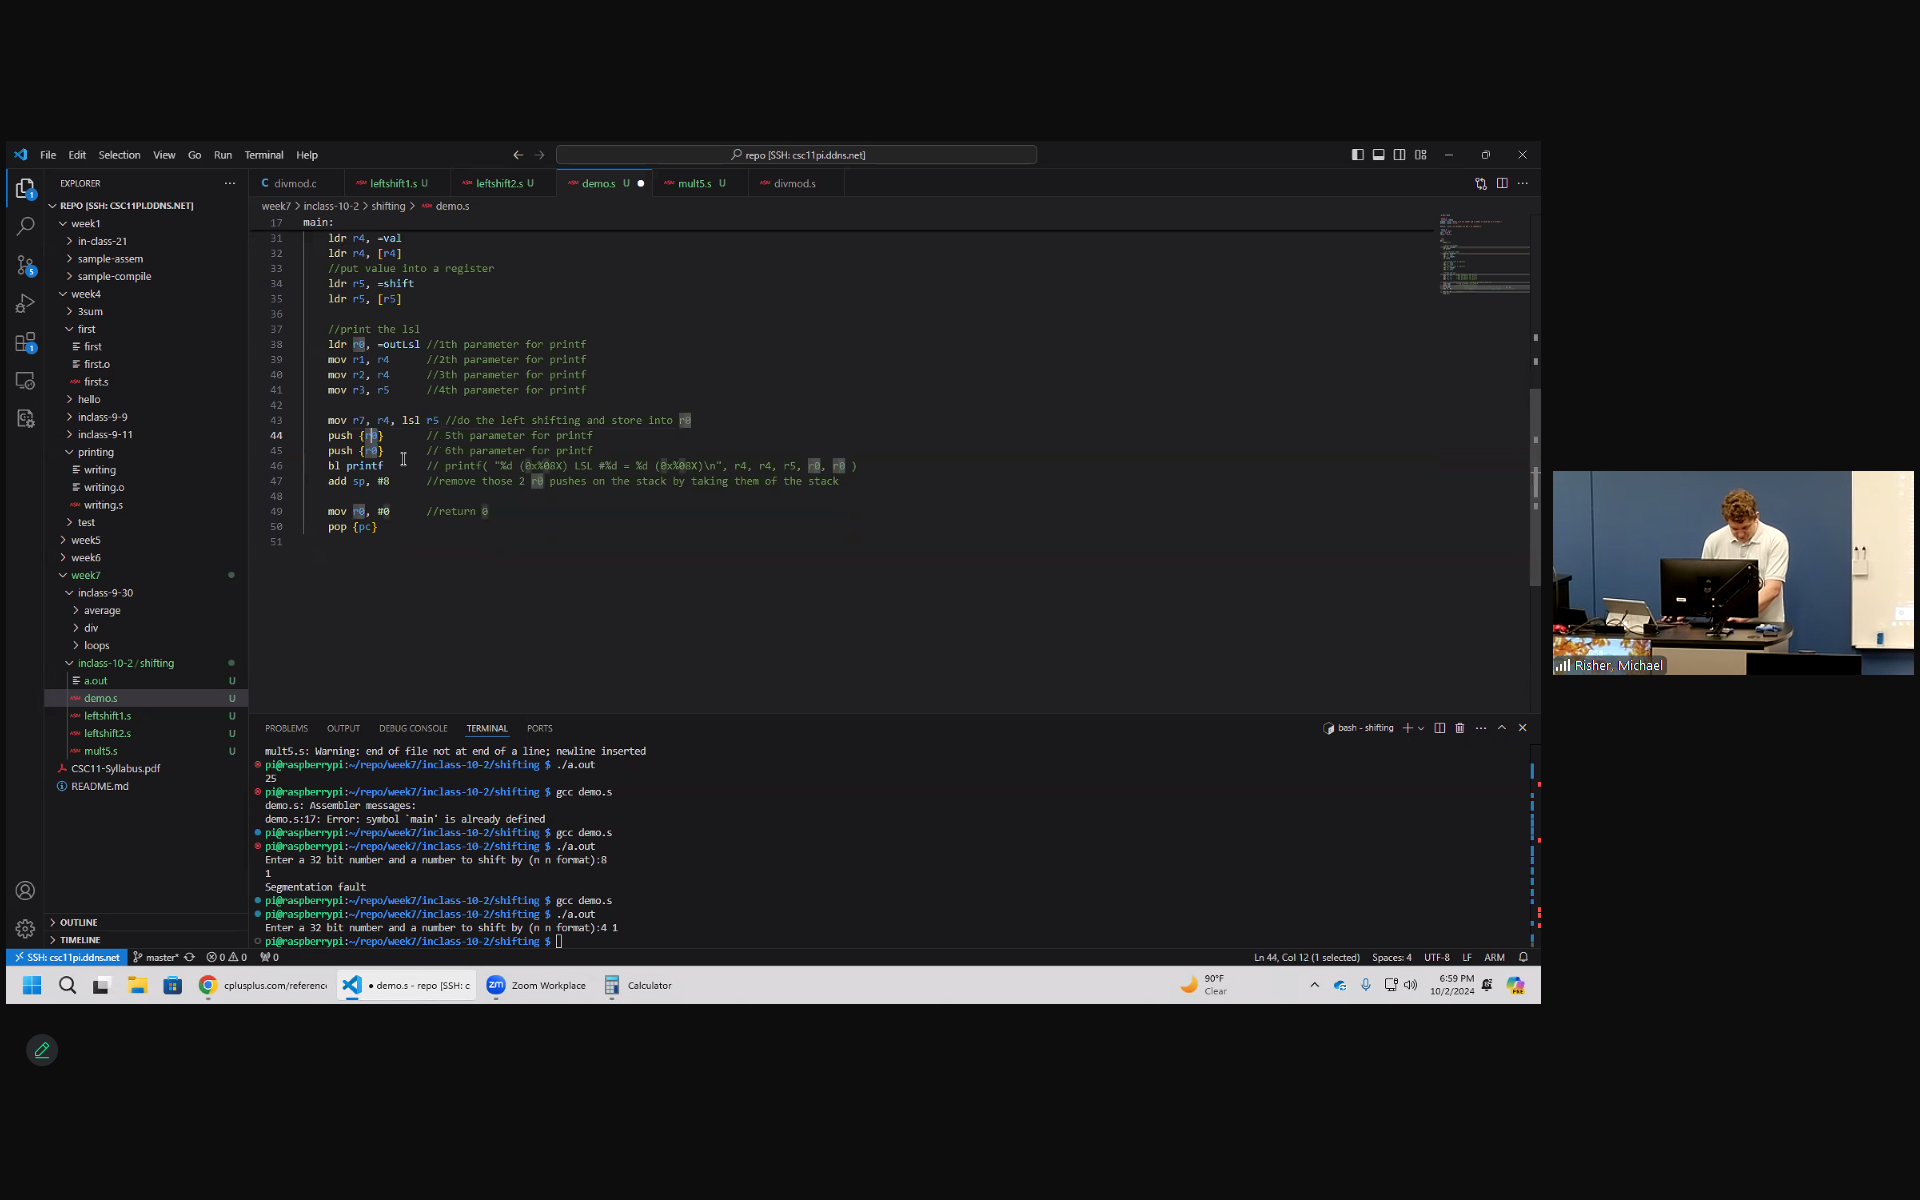 File Edit Selection View Go Run Terminal Help
repo [SSH: csc11pi.ddns.net]
EXPLORER
REPO [SSH: CSC11PI.DDNS.NET]
week1
in-class-21
sample-assem
sample-compile
week4
3sum
first
first
first.o
first.s
hello
inclass-9-9
inclass-9-11
printing
writing
writing.o
writing.s
test
week5
week6
week7
inclass-9-30
average
div
loops
inclass-10-2 / shifting
a.out U
demo.s U
leftshift1.s U
leftshift2.s U
mult5.s U
CSC11-Syllabus.pdf
README.md
OUTLINE
TIMELINE
divmod.c leftshift1.s U leftshift2.s U demo.s U mult5.s U divmod.s
week7 > inclass-10-2 > shifting > demo.s
17 main:
31 ldr r4, =val
32 ldr r4, [r4]
33 //put value into a register
34 ldr r5, =shift
35 ldr r5, [r5]
36
37 //print the lsl
38 ldr r0, =outLsl //1th parameter for printf
39 mov r1, r4 //2th parameter for printf
40 mov r2, r4 //3th parameter for printf
41 mov r3, r5 //4th parameter for printf
42
43 mov r7, r4, lsl r5 //do the left shifting and store into r0
44 push {r0} // 5th parameter for printf
45 push {r0} // 6th parameter for printf
46 bl printf // printf( "%d (0x%08X) LSL #%d = %d (0x%08X)\n", r4, r4, r5, r0, r0 )
47 add sp, #8 //remove those 2 r0 pushes on the stack by taking them of the stack
48
49 mov r0, #0 //return 0
50 pop {pc}
51
PROBLEMS OUTPUT DEBUG CONSOLE TERMINAL PORTS
bash - shifting
mult5.s: Warning: end of file not at end of a line; newline inserted
pi@raspberrypi:~/repo/week7/inclass-10-2/shifting $ ./a.out
25
pi@raspberrypi:~/repo/week7/inclass-10-2/shifting $ gcc demo.s
demo.s: Assembler messages:
demo.s:17: Error: symbol `main' is already defined
pi@raspberrypi:~/repo/week7/inclass-10-2/shifting $ gcc demo.s
pi@raspberrypi:~/repo/week7/inclass-10-2/shifting $ ./a.out
Enter a 32 bit number and a number to shift by (n n format):8
1
Segmentation fault
pi@raspberrypi:~/repo/week7/inclass-10-2/shifting $ gcc demo.s
pi@raspberrypi:~/repo/week7/inclass-10-2/shifting $ ./a.out
Enter a 32 bit number and a number to shift by (n n format):4 1
pi@raspberrypi:~/repo/week7/inclass-10-2/shifting $
SSH: csc11pi.ddns.net master* 0 0 0 Ln 44, Col 12 (1 selected) Spaces: 4 UTF-8 LF ARM
cplusplus.com/reference demo.s - repo [SSH: c Zoom Workplace Calculator
90°F
Clear
6:59 PM
10/2/2024
Risher, Michael